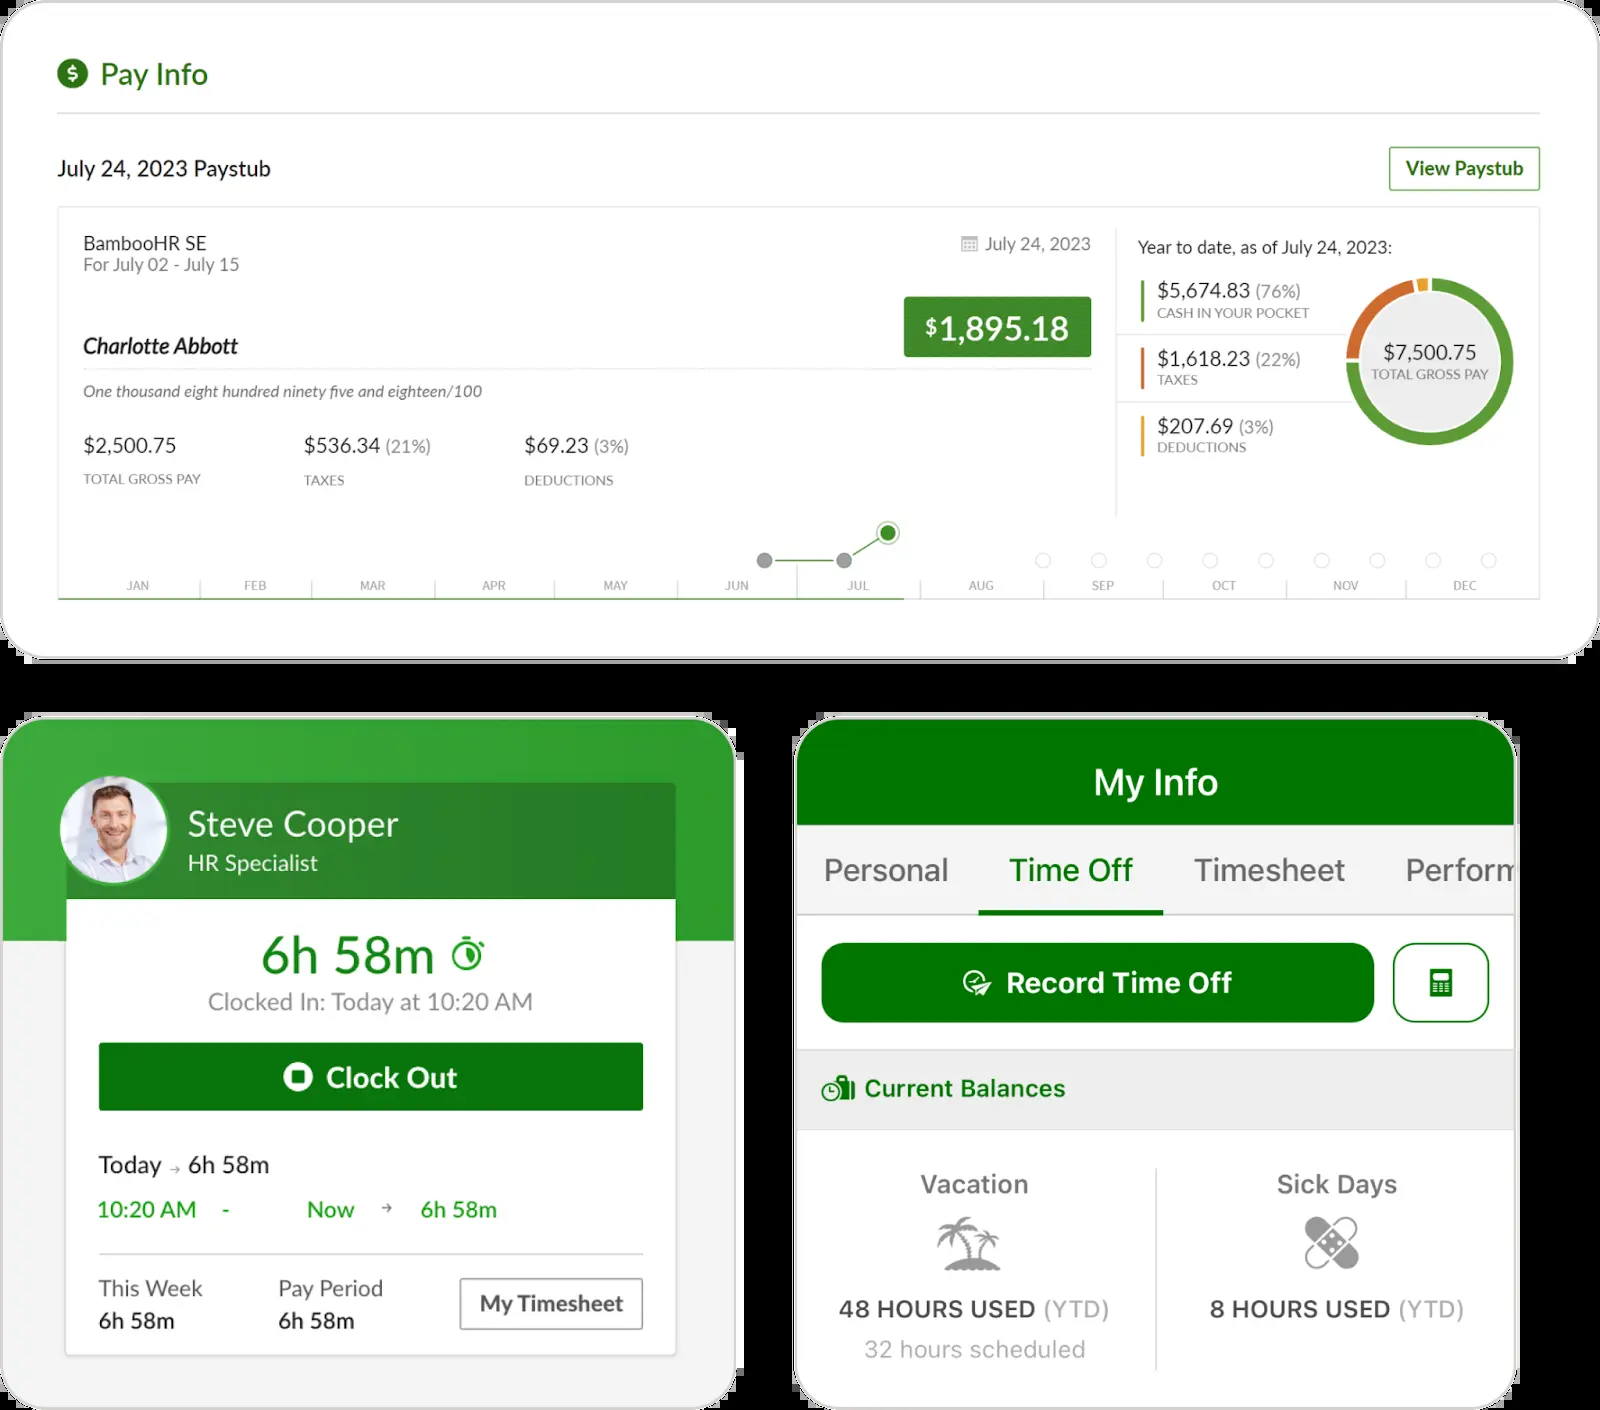 $ Pay Info
July 24, 2023 Paystub
View Paystub
BambooHR SE
For July 02 - July 15
July 24, 2023
$1,895.18
Charlotte Abbott
One thousand eight hundred ninety five and eighteen/100
$2,500.75
TOTAL GROSS PAY
$536.34 (21%)
TAXES
$69.23 (3%)
DEDUCTIONS
Year to date, as of July 24, 2023:
$5,674.83 (76%)
CASH IN YOUR POCKET
$1,618.23 (22%)
TAXES
$207.69 (3%)
DEDUCTIONS
$7,500.75
TOTAL GROSS PAY
JAN FEB MAR APR MAY JUN JUL AUG SEP OCT NOV DEC
Steve Cooper
HR Specialist
6h 58m
Clocked In: Today at 10:20 AM
Clock Out
Today → 6h 58m
10:20 AM - Now → 6h 58m
This Week
6h 58m
Pay Period
6h 58m
My Timesheet
My Info
Personal Time Off Timesheet Perform
Record Time Off
Current Balances
Vacation
48 HOURS USED (YTD)
32 hours scheduled
Sick Days
8 HOURS USED (YTD)